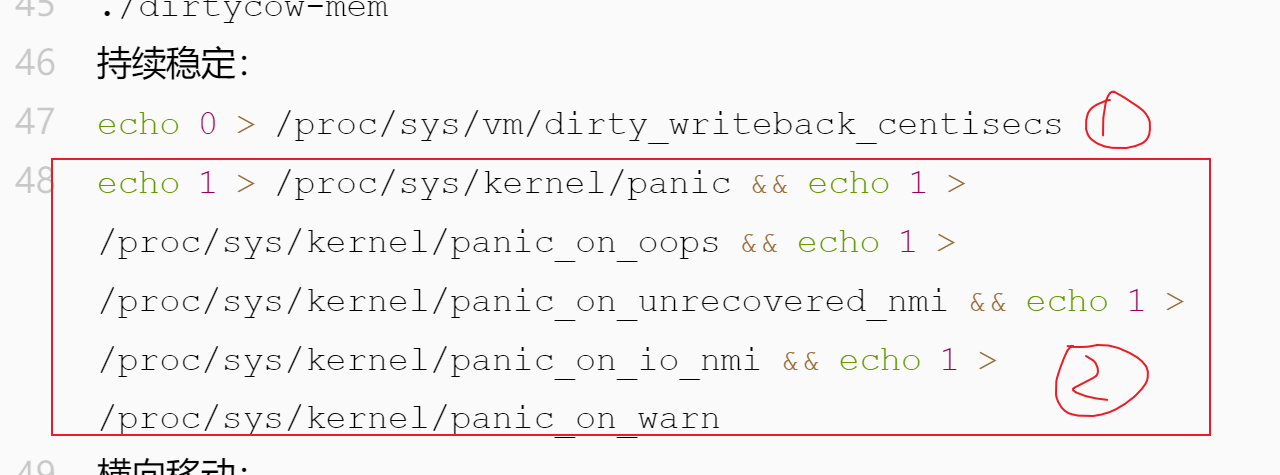 45 ./dirtycow-mem
46 持续稳定：
47 echo 0 > /proc/sys/vm/dirty_writeback_centisecs 1
48 echo 1 > /proc/sys/kernel/panic && echo 1 >
/proc/sys/kernel/panic_on_oops && echo 1 >
/proc/sys/kernel/panic_on_unrecovered_nmi && echo 1 >
/proc/sys/kernel/panic_on_io_nmi && echo 1 > 2
/proc/sys/kernel/panic_on_warn
49 横向移动：